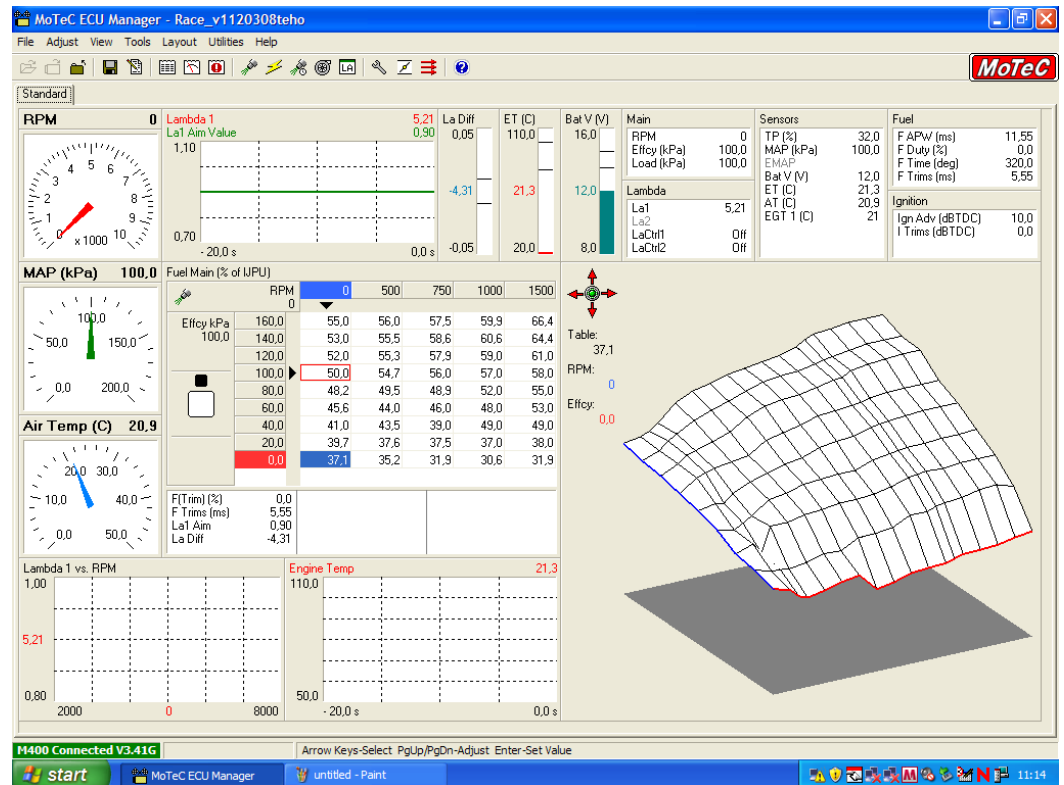 MoTeC ECU Manager - Race_v1120308teho
File Adjust View Tools Layout Utilities Help
LA
MoTeC
Standard
RPM 0
0 1 2 3 4 5 6 7 8 9 10
x 1000
Lambda 1 5,21
La1 Aim Value 0,90
1,10
0,70
- 20,0 s 0,0 s
La Diff
0,05
-4,31
-0,05
ET (C)
110,0
21,3
20,0
Bat V (V)
16,0
12,0
8,0
Main
RPM 0
Effcy (kPa) 100,0
Load (kPa) 100,0
Lambda
La1 5,21
La2
LaCtrl1 Off
LaCtrl2 Off
Sensors
TP (%) 32,0
MAP (kPa) 100,0
EMAP
Bat V (V) 12,0
ET (C) 21,3
AT (C) 20,9
EGT 1 (C) 21
Fuel
F APW (ms) 11,55
F Duty (%) 0,0
F Time (deg) 320,0
F Trims (ms) 5,55
Ignition
Ign Adv (dBTDC) 10,0
I Trims (dBTDC) 0,0
MAP (kPa) 100,0
100,0
50,0 150,0
0,0 200,0
Air Temp (C) 20,9
20,0 30,0
10,0 40,0
0,0 50,0
Fuel Main (% of IJPU)
RPM 0 500 750 1000 1500
0
Effcy kPa 160,0 55,0 56,0 57,5 59,9 66,4
100,0 140,0 53,0 55,5 58,6 60,6 64,4
120,0 52,0 55,3 57,9 59,0 61,0
100,0 50,0 54,7 56,0 57,0 58,0
80,0 48,2 49,5 48,9 52,0 55,0
60,0 45,6 44,0 46,0 48,0 53,0
40,0 41,0 43,5 39,0 49,0 49,0
20,0 39,7 37,6 37,5 37,0 38,0
0,0 37,1 35,2 31,9 30,6 31,9
F(Trim) (%) 0,0
F Trims (ms) 5,55
La1 Aim 0,90
La Diff -4,31
Table:
37,1
RPM:
0
Effcy:
0,0
Lambda 1 vs. RPM
1,00
5,21
0,80
2000 0 8000
Engine Temp 21,3
110,0
50,0
- 20,0 s 0,0 s
M400 Connected V3.41G
Arrow Keys-Select PgUp/PgDn-Adjust Enter-Set Value
start
MoTeC ECU Manager
untitled - Paint
11:14